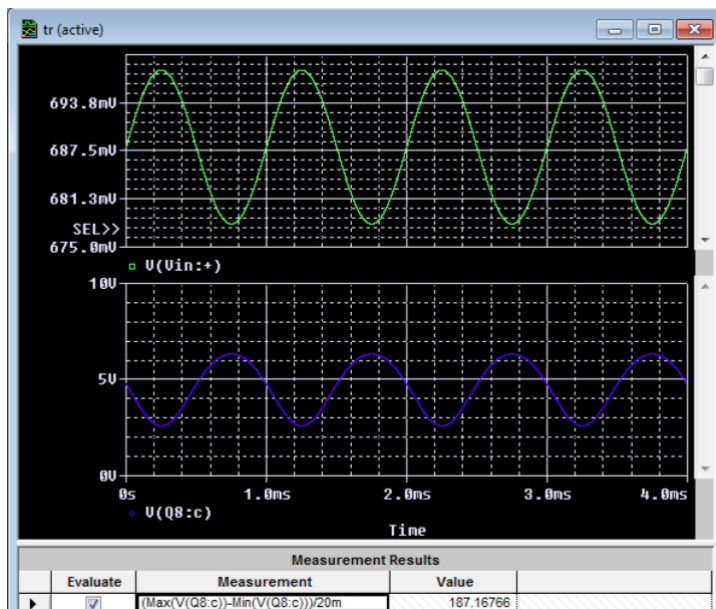 tr (active)
693.8mV
687.5mV
681.3mV
SEL>>
675.0mV
V(Vin:+)
10V
5V
0V
0s 1.0ms 2.0ms 3.0ms 4.0ms
V(Q8:c)
Time
Measurement Results
Evaluate Measurement Value
(Max(V(Q8:c))-Min(V(Q8:c)))/20m 187.16766